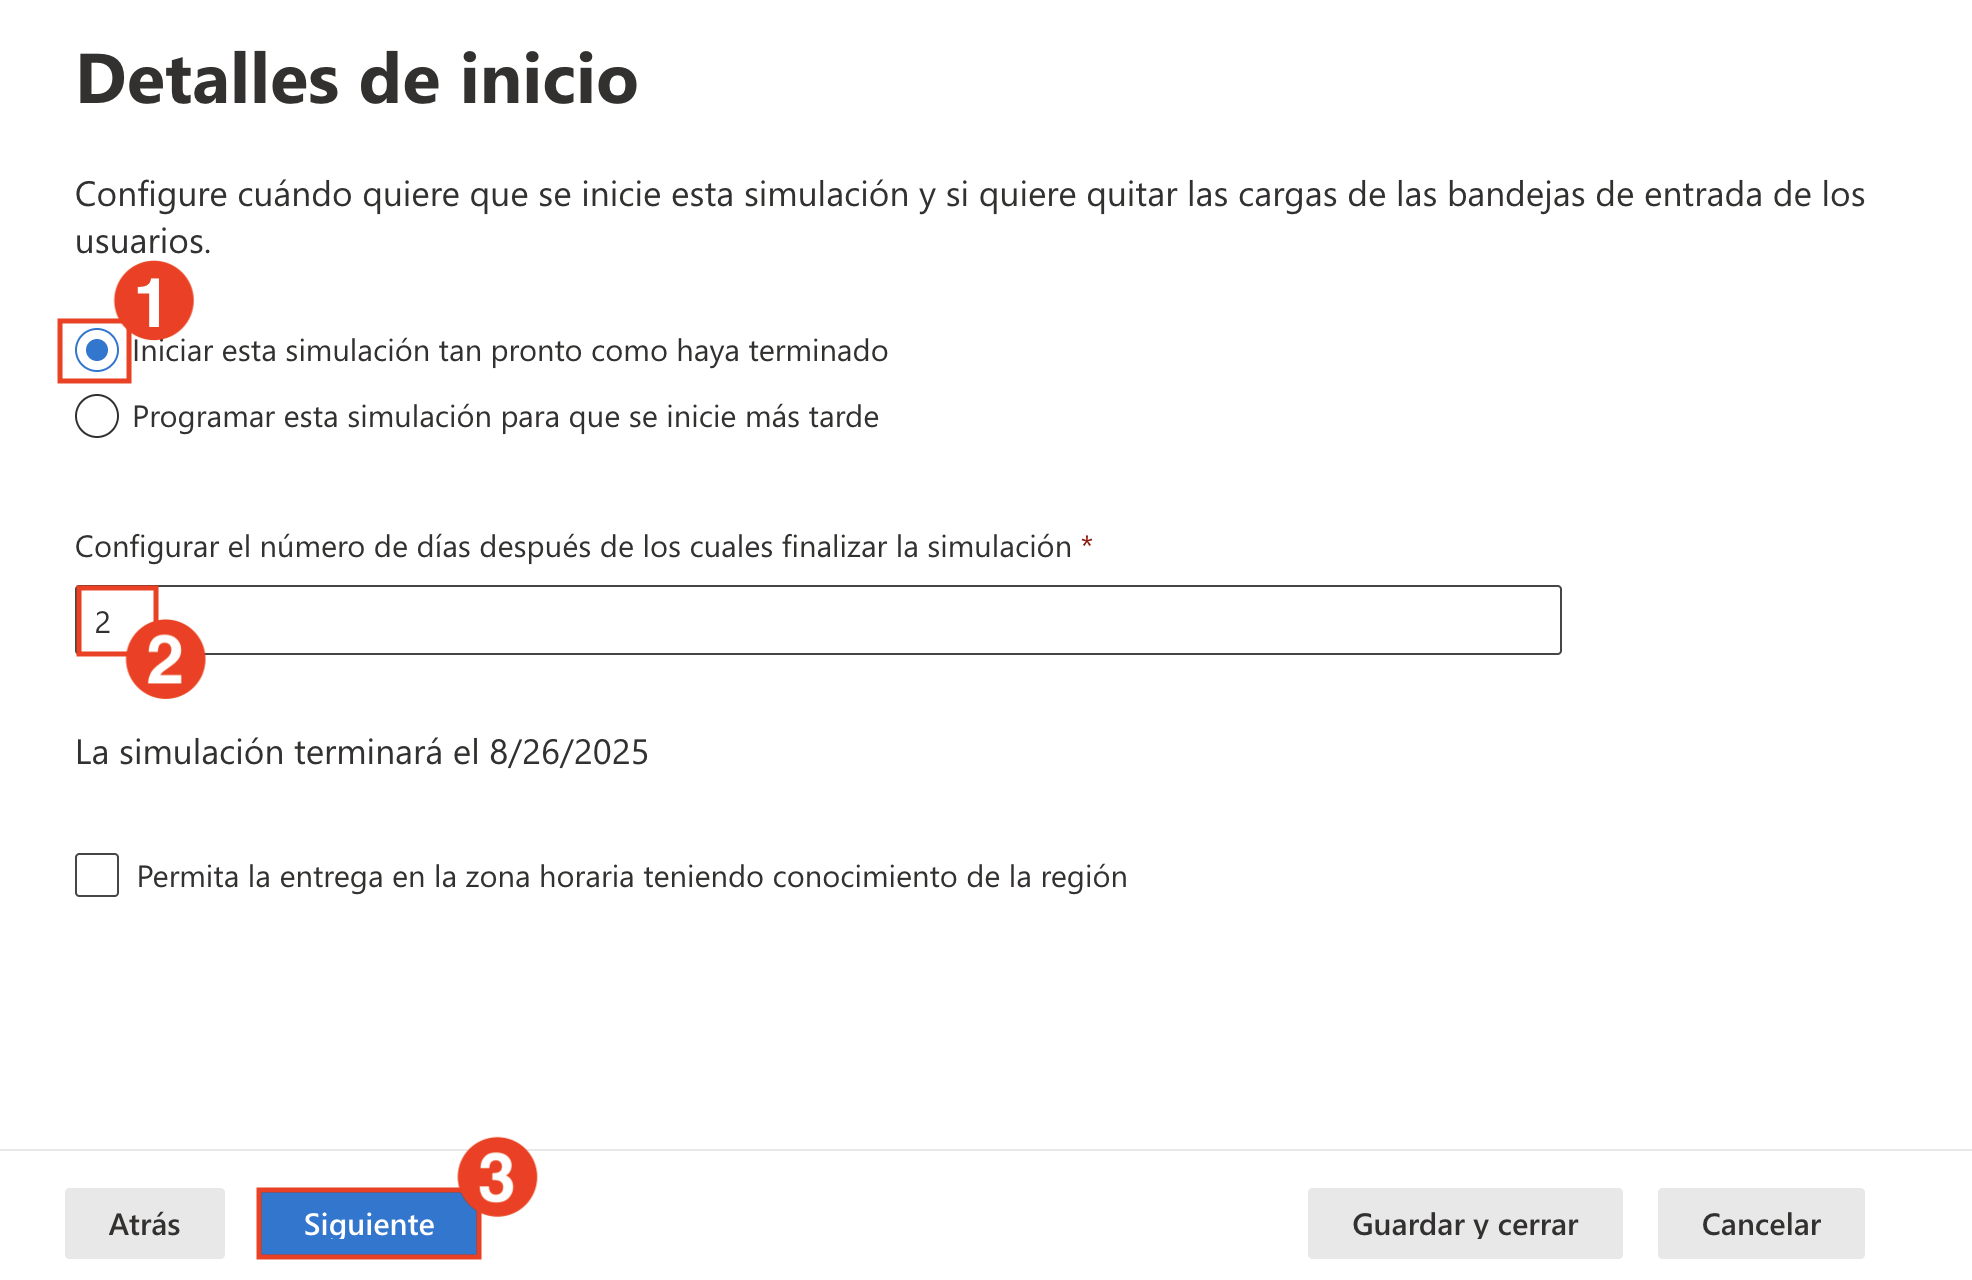 Detalles de inicio
Configure cuándo quiere que se inicie esta simulación y si quiere quitar las cargas de las bandejas de entrada de los
usuarios.
1
Iniciar esta simulación tan pronto como haya terminado
Programar esta simulación para que se inicie más tarde
Configurar el número de días después de los cuales finalizar la simulación *
2
2
La simulación terminará el 8/26/2025
Permita la entrega en la zona horaria teniendo conocimiento de la región
3
Atrás
Siguiente
Guardar y cerrar
Cancelar